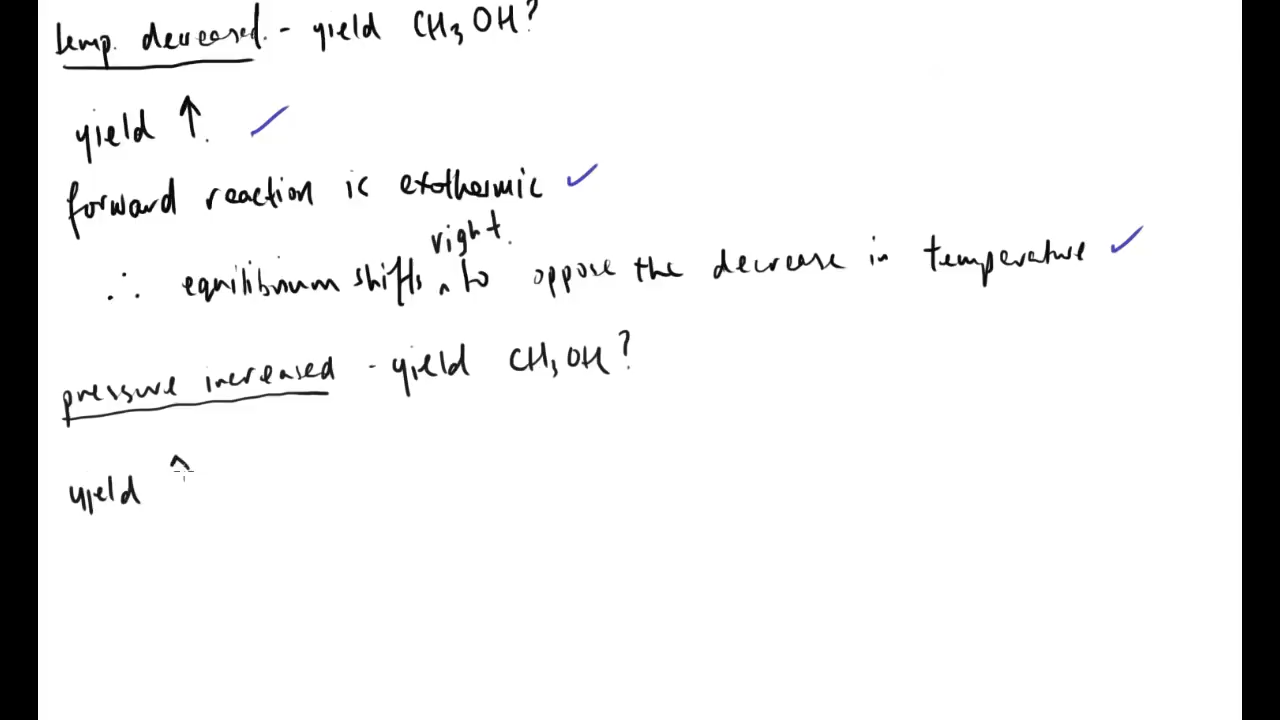 temp. decreased. - yield CH₃OH?
yield ↑. ✓
forward reaction is exothermic ✓
right.
∴ equilibrium shifts ‸ to oppose the decrease in temperature ✓
pressure increased - yield CH₃OH?
yield ^